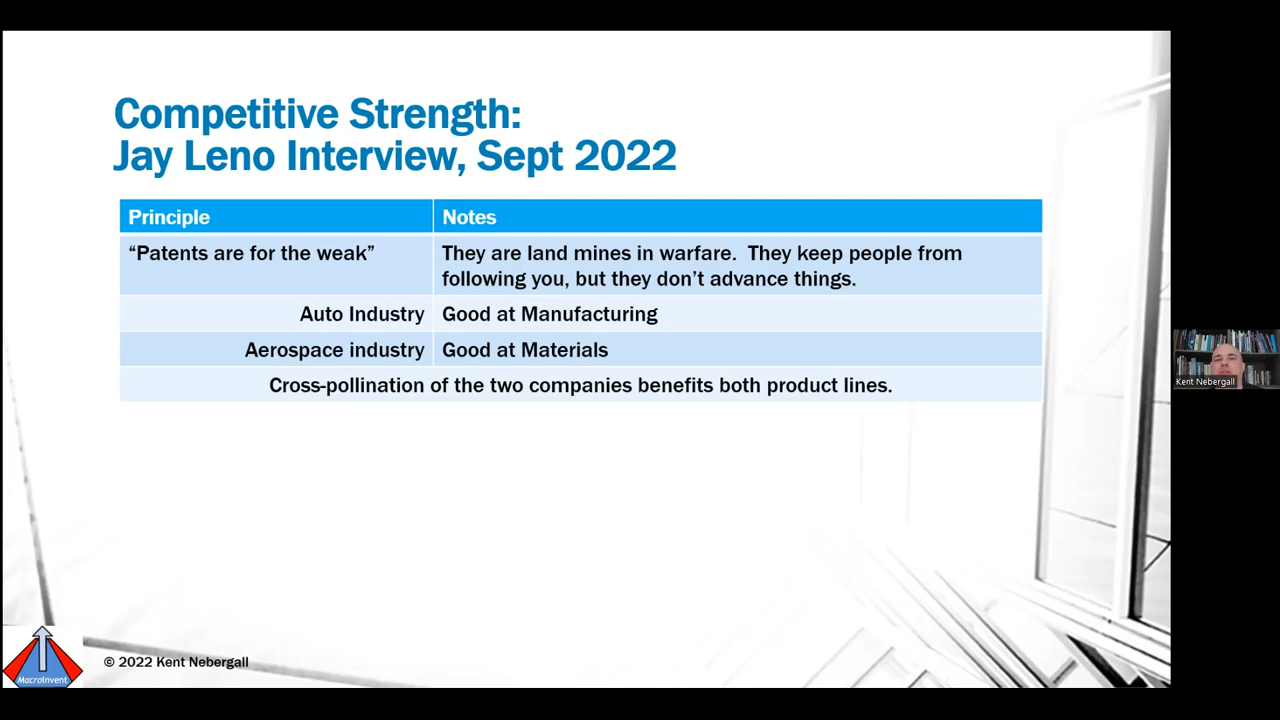 Competitive Strength:
Jay Leno Interview, Sept 2022
Principle
Notes
“Patents are for the weak”
They are land mines in warfare. They keep people from
following you, but they don’t advance things.
Auto Industry
Good at Manufacturing
Aerospace industry
Good at Materials
Cross-pollination of the two companies benefits both product lines.
Kent Nebergall
MacroInvent
© 2022 Kent Nebergall